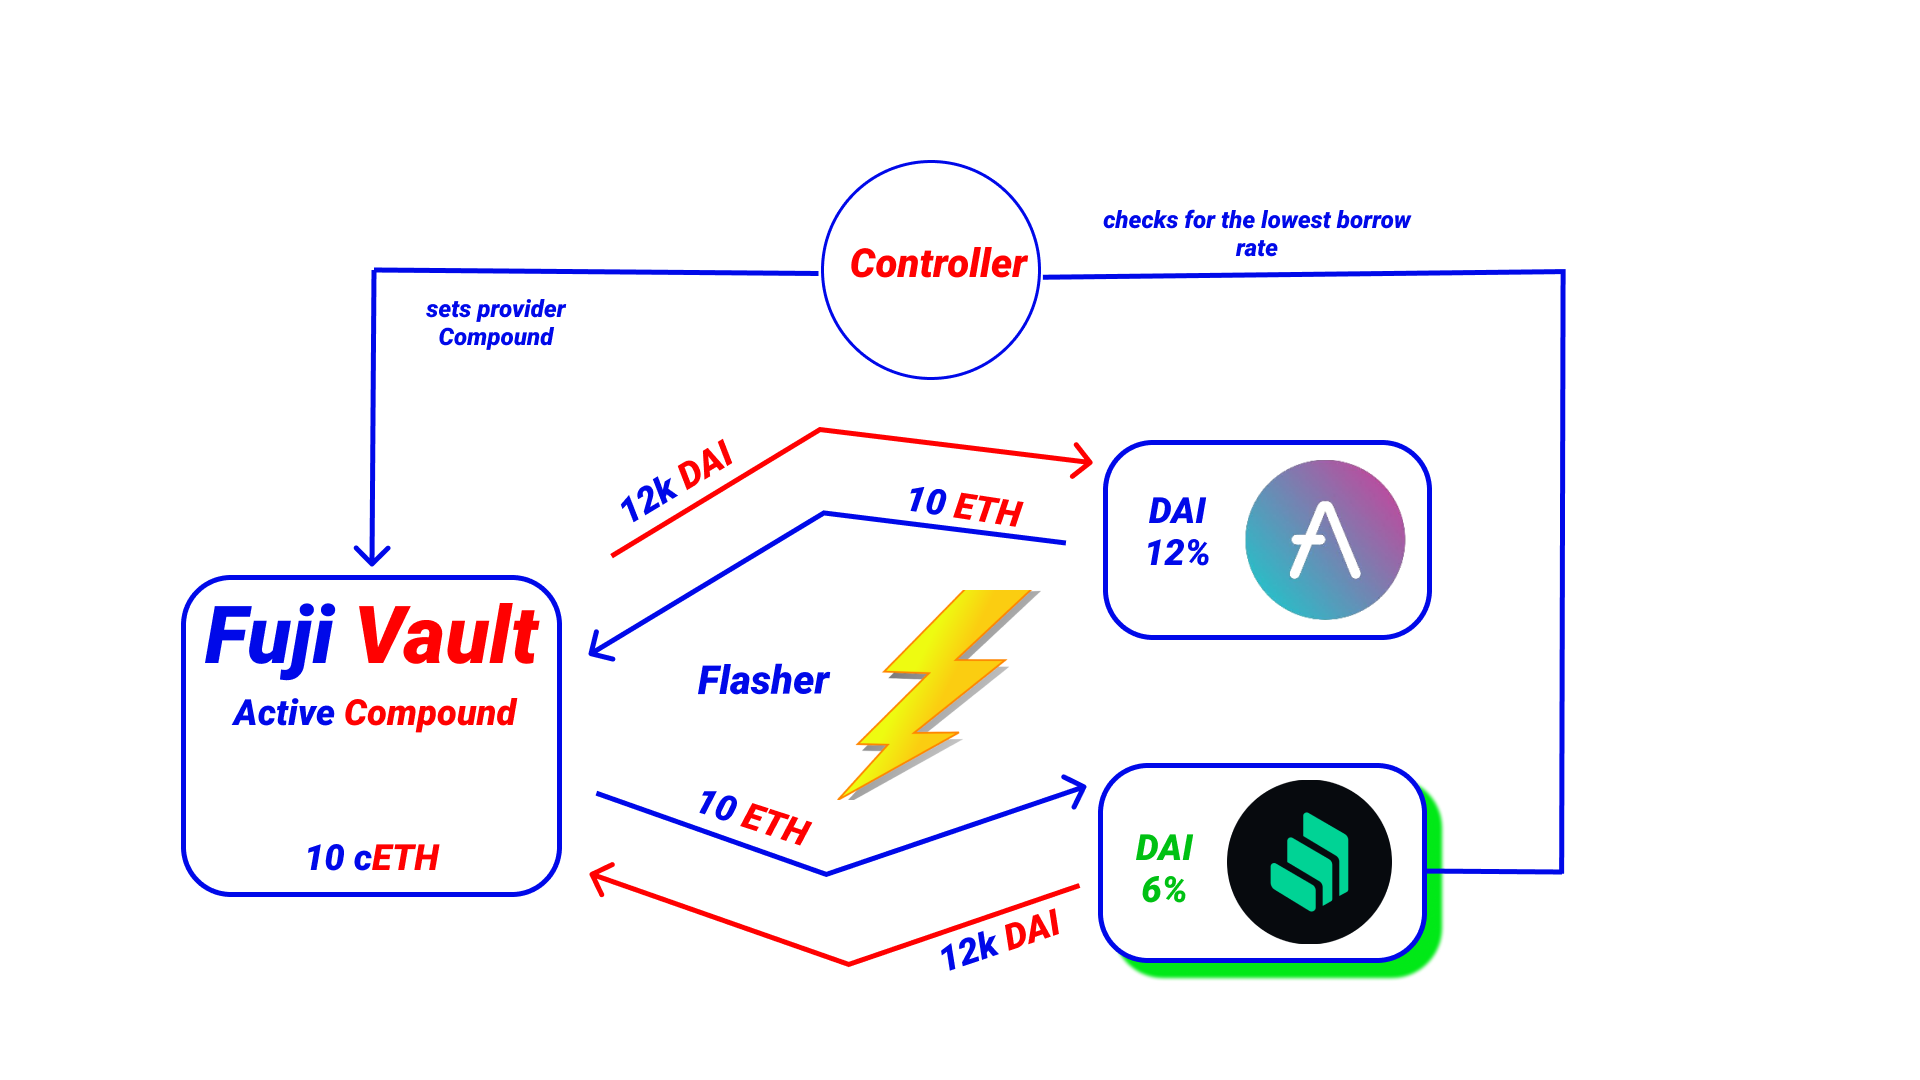 Controller
checks for the lowest borrow
rate
sets provider
Compound
12k DAI
10 ETH
DAI
12%
Fuji Vault
Active Compound
10 cETH
Flasher
10 ETH
12k DAI
DAI
6%